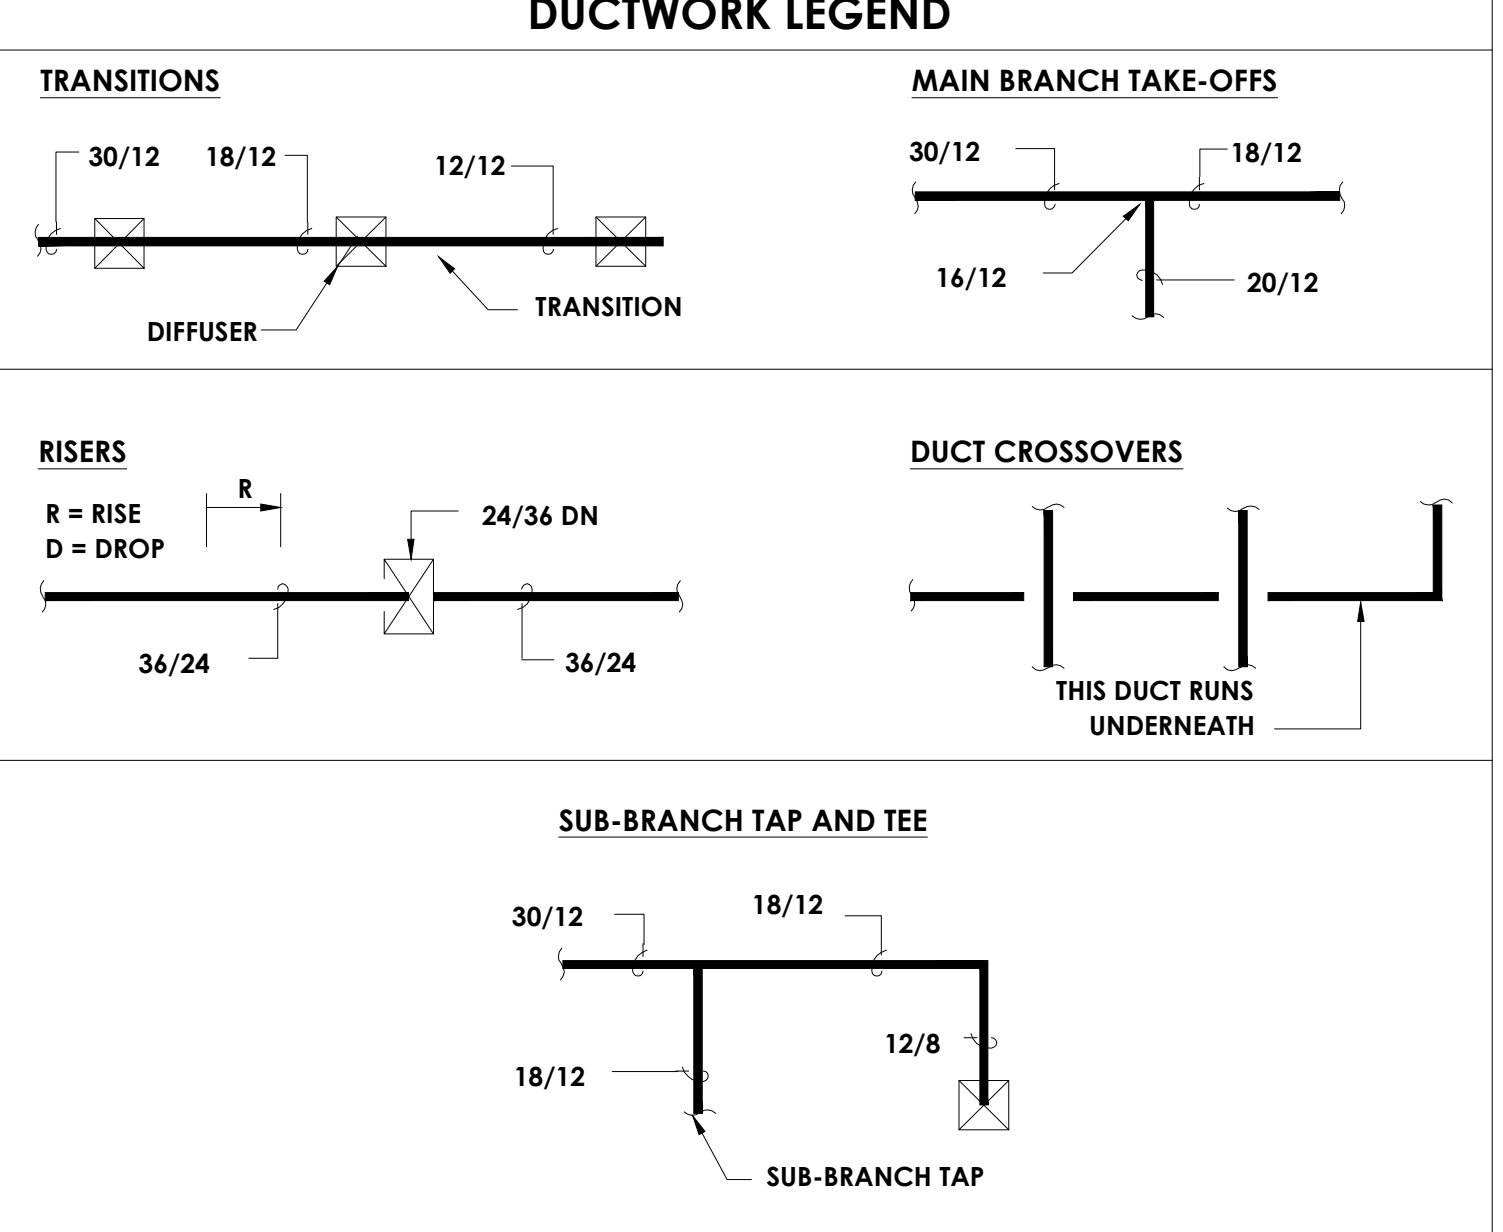 DUCTWORK LEGEND
TRANSITIONS
30/12
18/12
12/12
DIFFUSER
TRANSITION
MAIN BRANCH TAKE-OFFS
30/12
18/12
16/12
20/12
RISERS
R = RISE
D = DROP
R
24/36 DN
36/24
36/24
DUCT CROSSOVERS
THIS DUCT RUNS
UNDERNEATH
SUB-BRANCH TAP AND TEE
30/12
18/12
12/8
18/12
SUB-BRANCH TAP